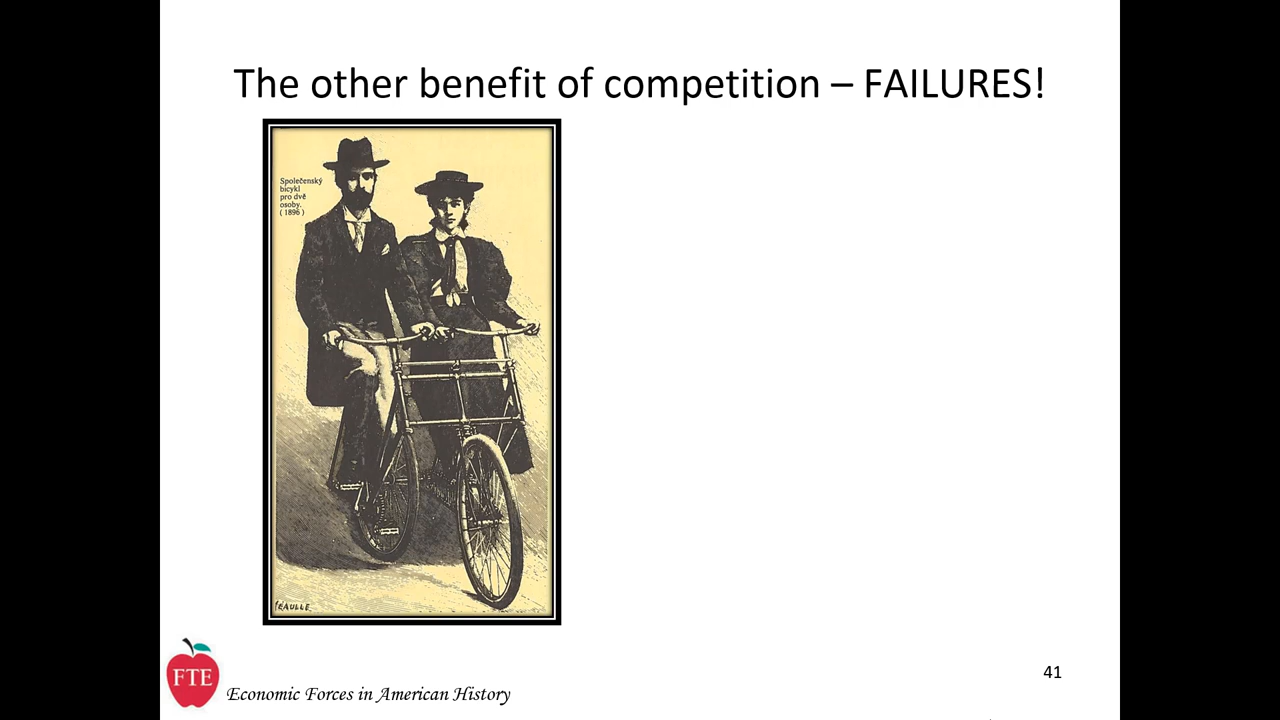 The other benefit of competition – FAILURES!
Společenský
bicykl
pro dvě
osoby.
( 1896 )
FTE
Economic Forces in American History
41